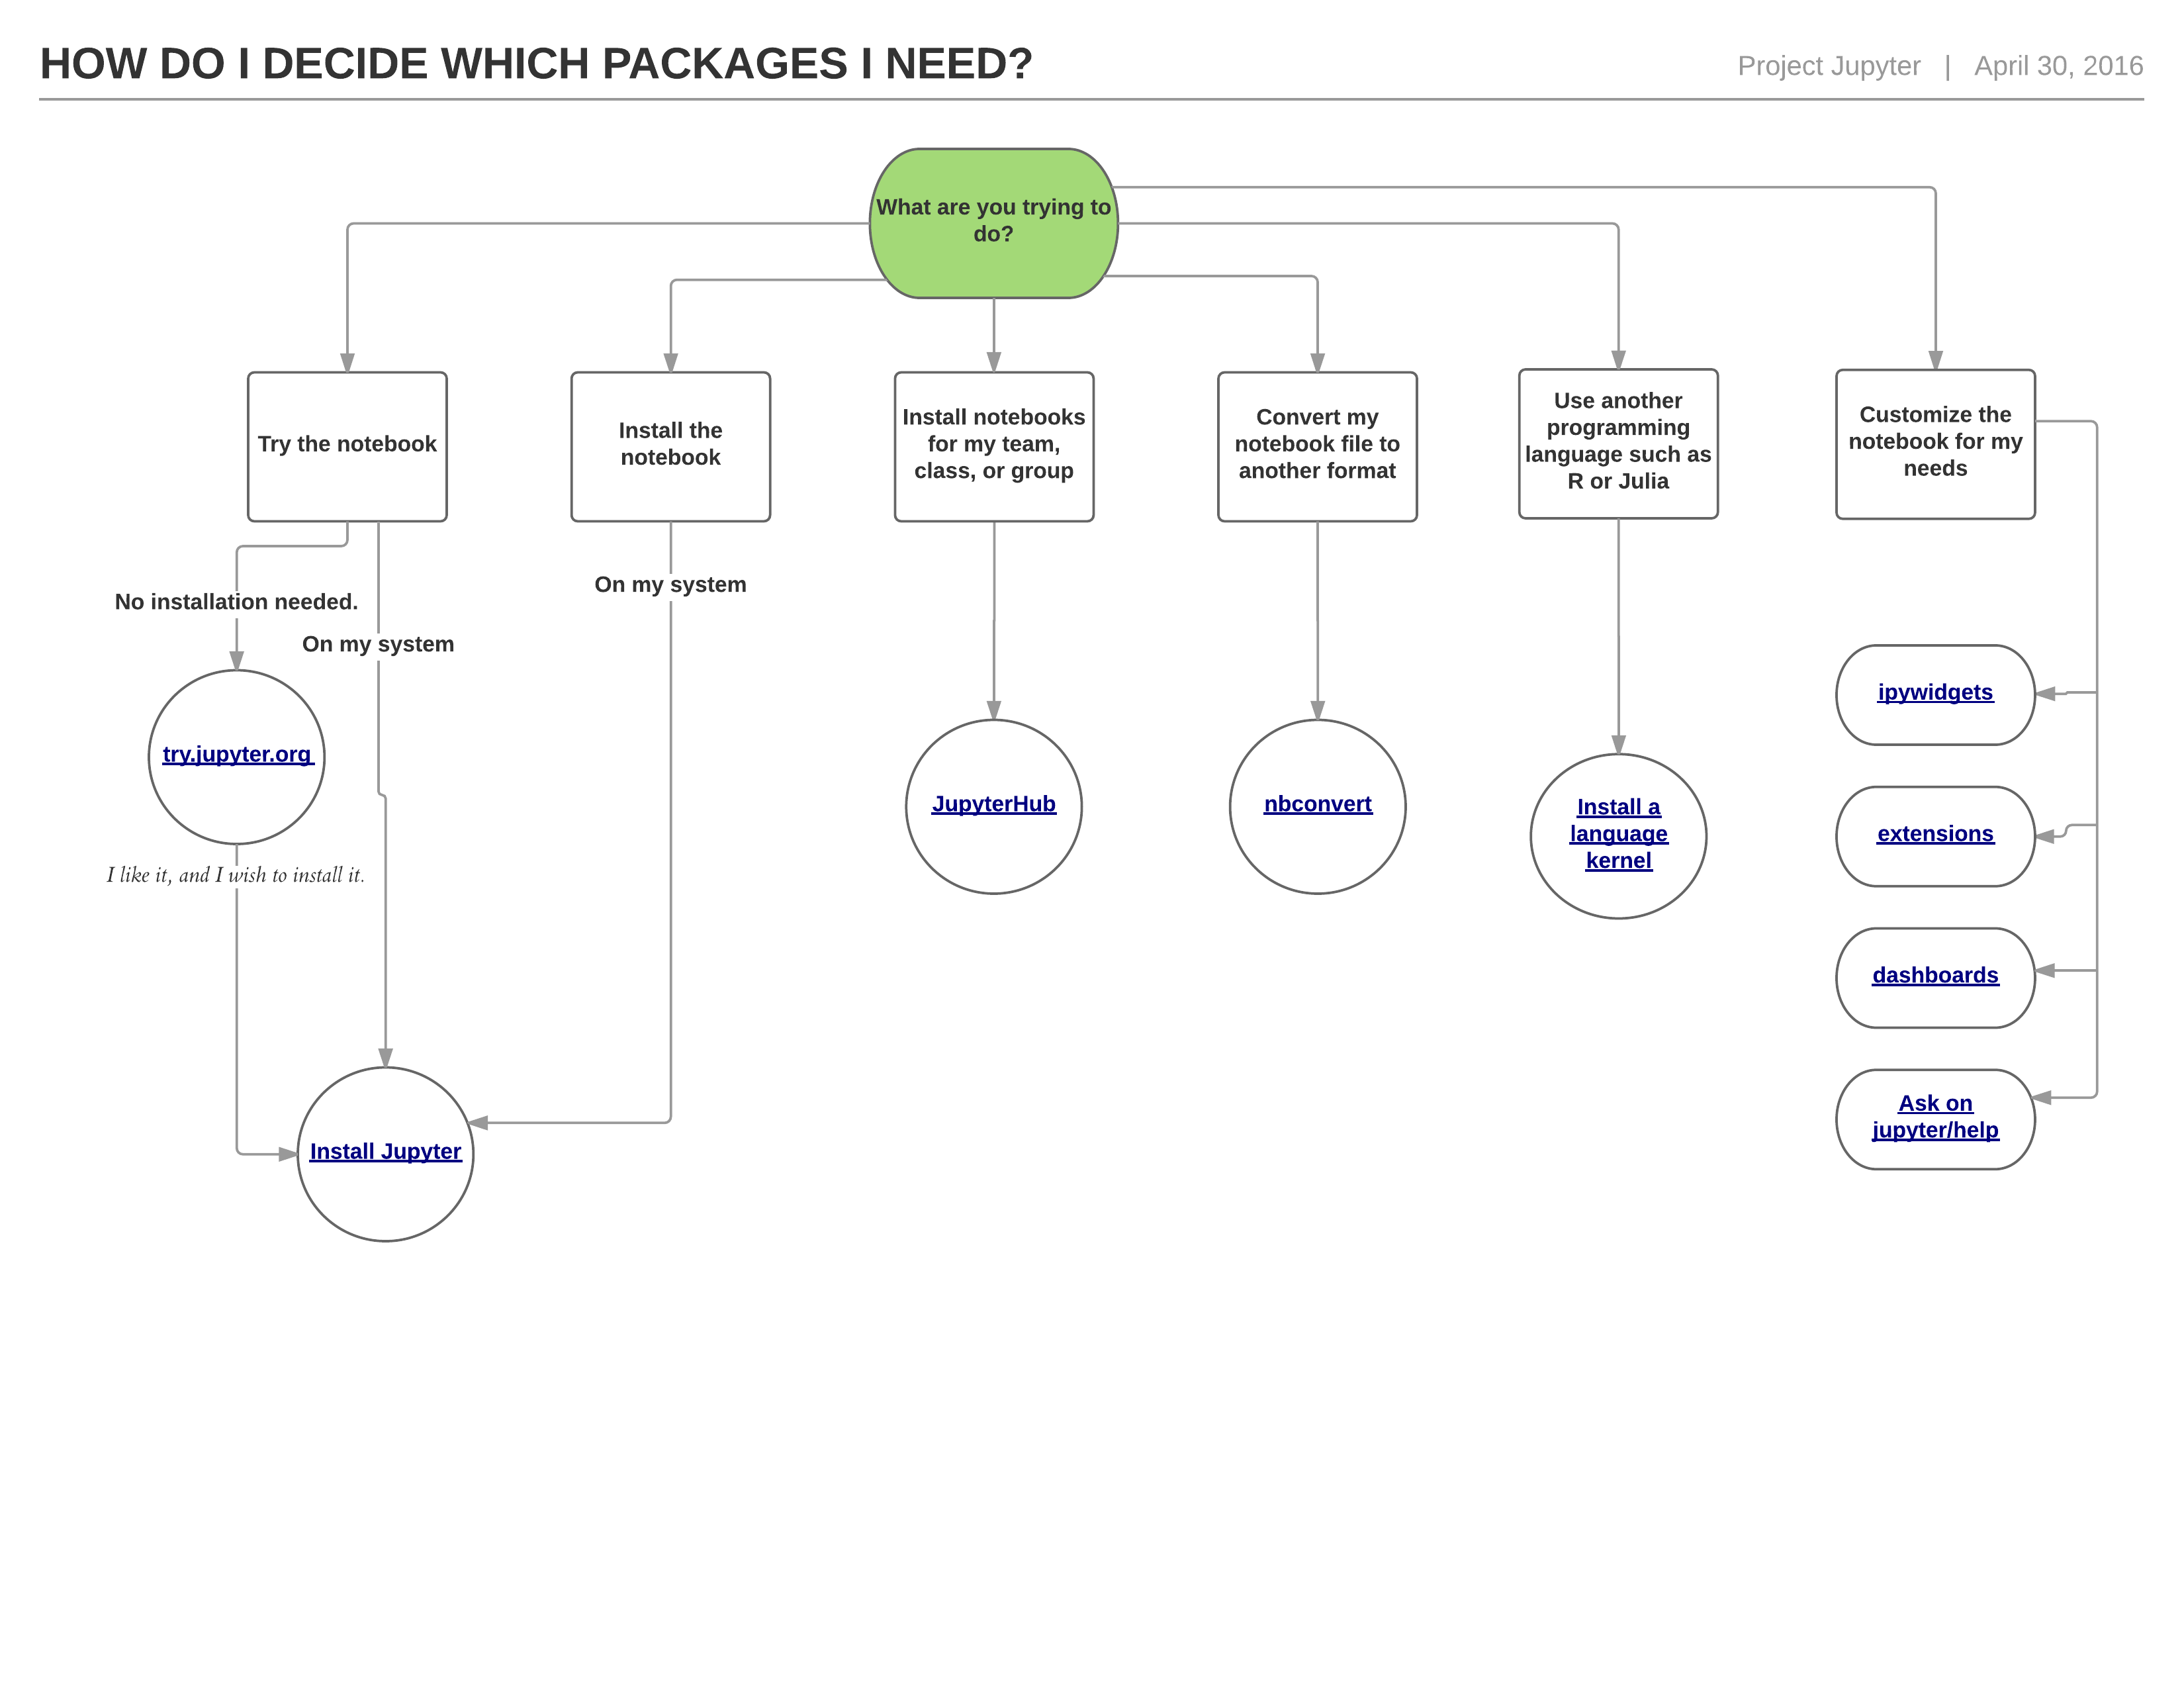 HOW DO I DECIDE WHICH PACKAGES I NEED?
Project Jupyter | April 30, 2016
What are you trying to
do?
Try the notebook
Install the
notebook
Install notebooks
for my team,
class, or group
Convert my
notebook file to
another format
Use another
programming
language such as
R or Julia
Customize the
notebook for my
needs
No installation needed.
On my system
On my system
try.jupyter.org
I like it, and I wish to install it.
Install Jupyter
JupyterHub
nbconvert
Install a
language
kernel
ipywidgets
extensions
dashboards
Ask on
jupyter/help